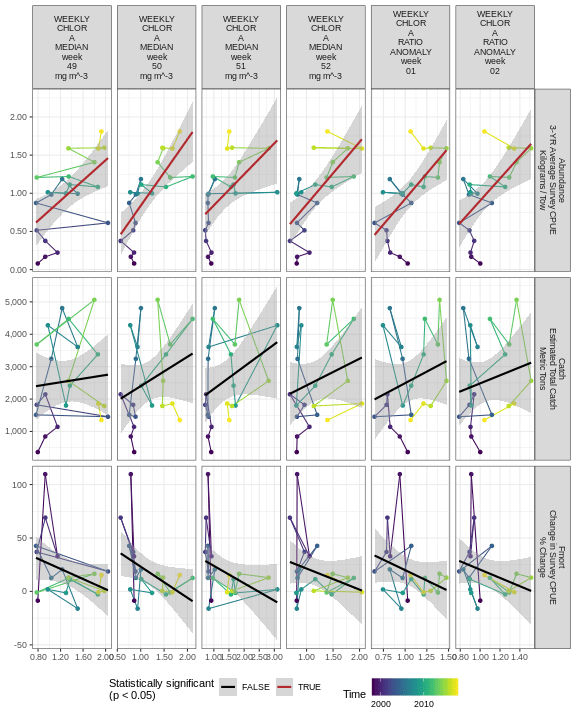 WEEKLY
CHLOR
A
MEDIAN
week
49
mg m^-3
WEEKLY
CHLOR
A
MEDIAN
week
50
mg m^-3
WEEKLY
CHLOR
A
MEDIAN
week
51
mg m^-3
WEEKLY
CHLOR
A
MEDIAN
week
52
mg m^-3
WEEKLY
CHLOR
A
RATIO
ANOMALY
week
01
WEEKLY
CHLOR
A
RATIO
ANOMALY
week
02
2.00
1.50
1.00
0.50
0.00
Abundance
3-YR Average Survey CPUE
Kilograms / Tow
5,000
4,000
3,000
2,000
1,000
Catch
Estimated Total Catch
Metric Tons
100
50
0
-50
Fmort
Change in Survey CPUE
% Change
0.80 1.20 1.60 2.00
0.50 1.00 1.50 2.00
1.00 1.50 2.00 2.50 3.00
0.50 1.00 1.50 2.00
0.75 1.00 1.25 1.50
0.80 1.00 1.20 1.40
Statistically significant
(p < 0.05)
FALSE
TRUE
Time
2000 2010